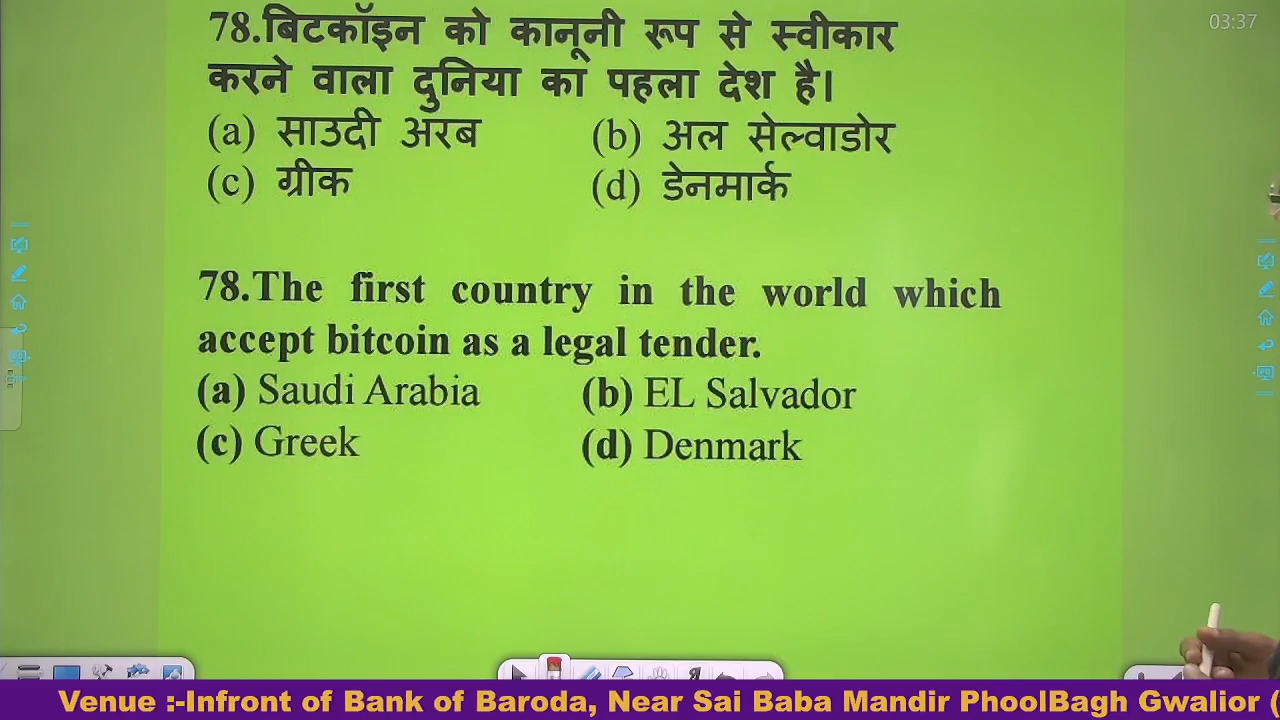 03:37
78.बिटकॉइन को कानूनी रूप से स्वीकार
करने वाला दुनिया का पहला देश है।
(a) साउदी अरब (b) अल सेल्वाडोर
(c) ग्रीक (d) डेनमार्क
78.The first country in the world which
accept bitcoin as a legal tender.
(a) Saudi Arabia (b) EL Salvador
(c) Greek (d) Denmark
Venue :-Infront of Bank of Baroda, Near Sai Baba Mandir PhoolBagh Gwalior (